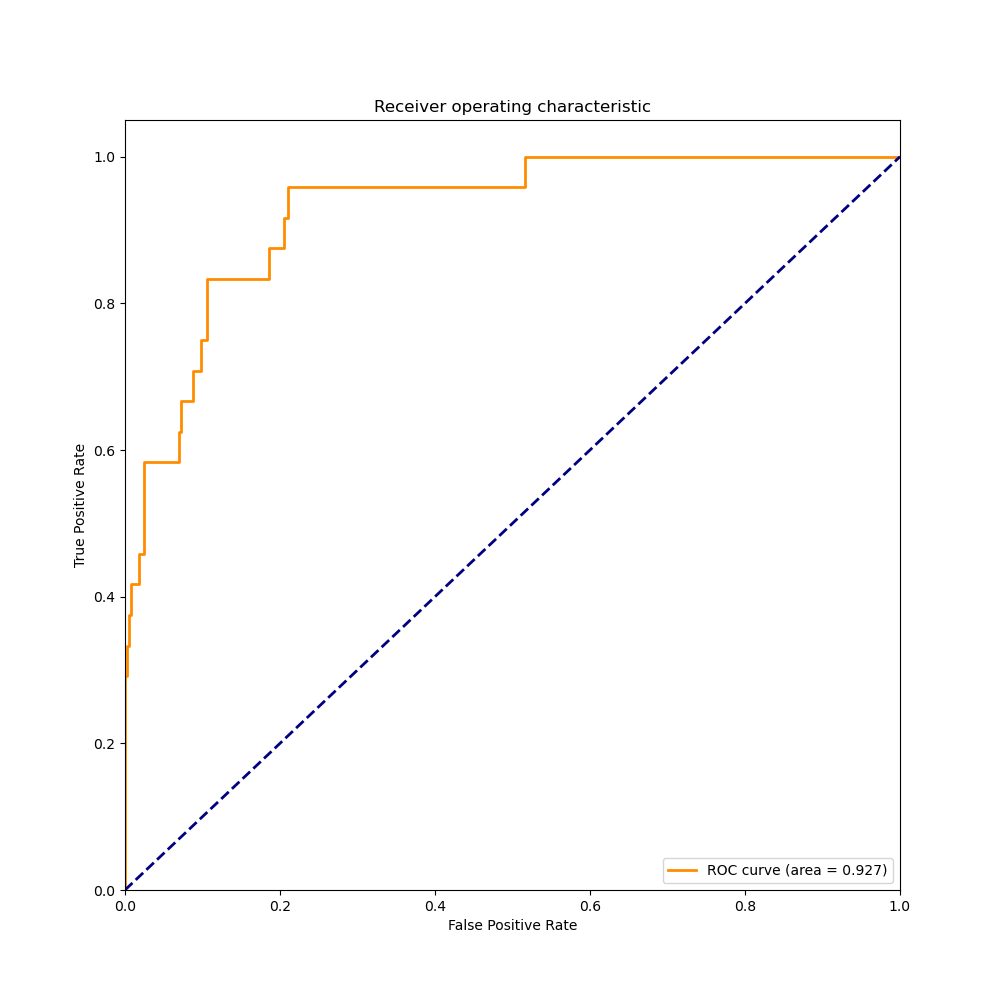 Receiver operating characteristic
1.0
0.8
0.6
0.4
0.2
0.0
True Positive Rate
0.0 0.2 0.4 0.6 0.8 1.0
False Positive Rate
ROC curve (area = 0.927)